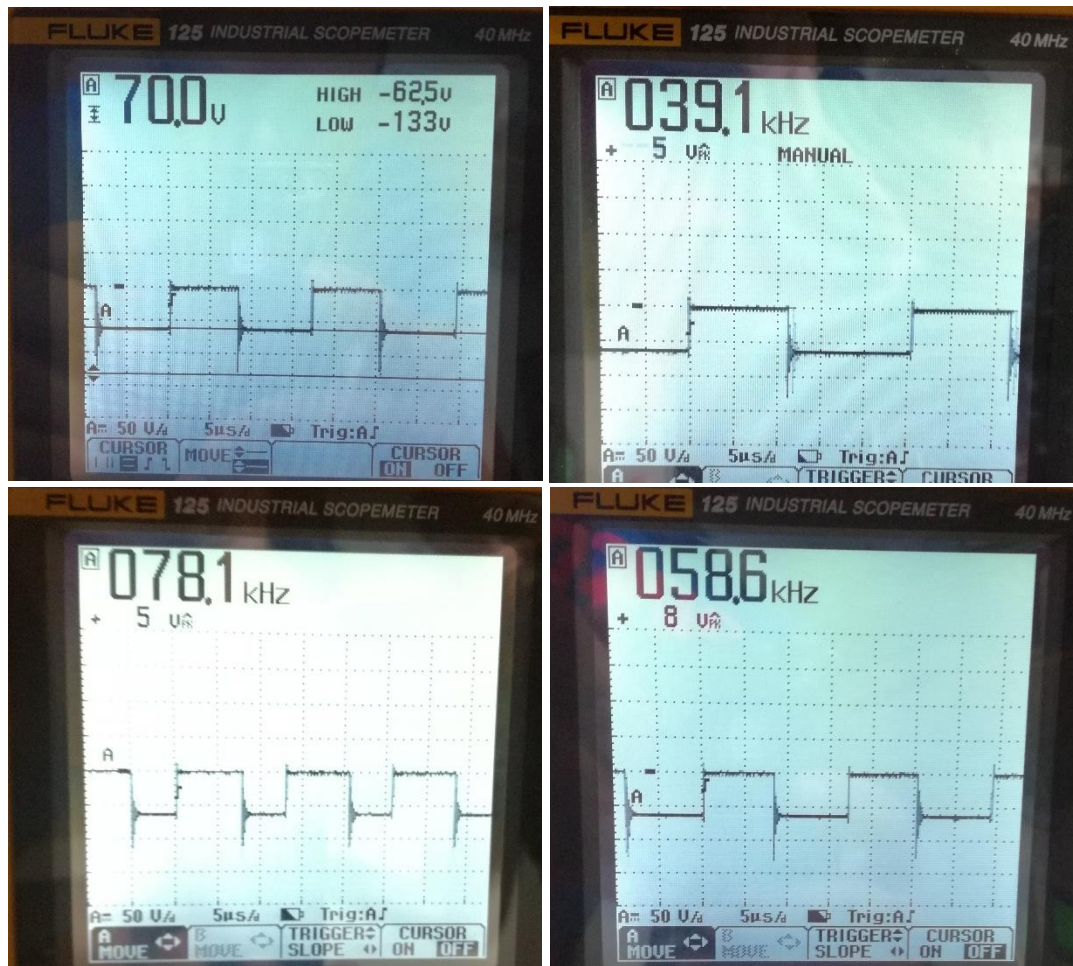 FLUKE 125 INDUSTRIAL SCOPEMETER 40 MHz
A 70.0V HIGH -62.5V
LOW -133V
A
A= 50 V/d 5µs/d Trig:A
CURSOR MOVE CURSOR
ON OFF
FLUKE 125 INDUSTRIAL SCOPEMETER 40 MHz
A 039.1 kHz
+ 5 V MANUAL
A
A= 50 V/d 5µs/d Trig:A
A B TRIGGER CURSOR
FLUKE 125 INDUSTRIAL SCOPEMETER 40 MHz
A 078.1 kHz
+ 5 V
A
A= 50 V/d 5µs/d Trig:A
A B TRIGGER CURSOR
MOVE MOVE SLOPE ON OFF
FLUKE 125 INDUSTRIAL SCOPEMETER 40 MHz
A 058.6 kHz
+ 8 V
A
A= 50 V/d 5µs/d Trig:A
A B TRIGGER CURSOR
MOVE MOVE SLOPE ON OFF